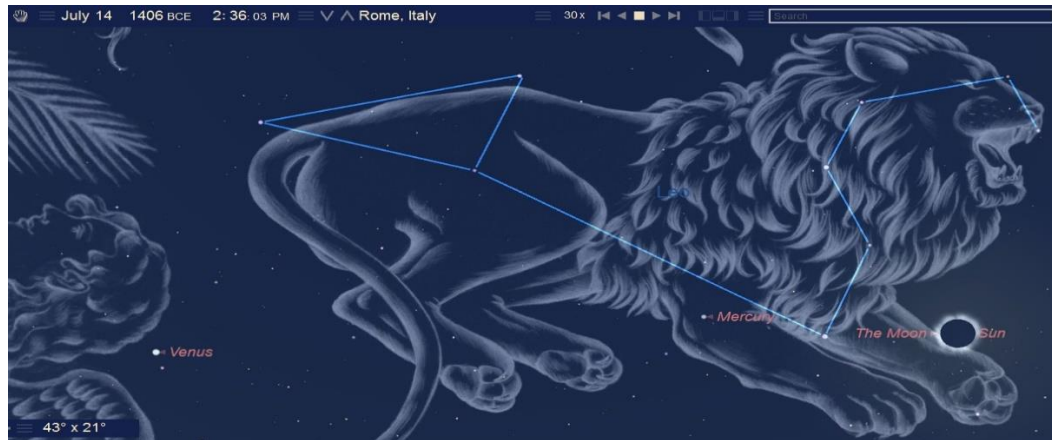 July 14 1406 BCE 2: 36: 03 PM Rome, Italy 30x Search
Leo
Mercury
The Moon Sun
Venus
43° x 21°